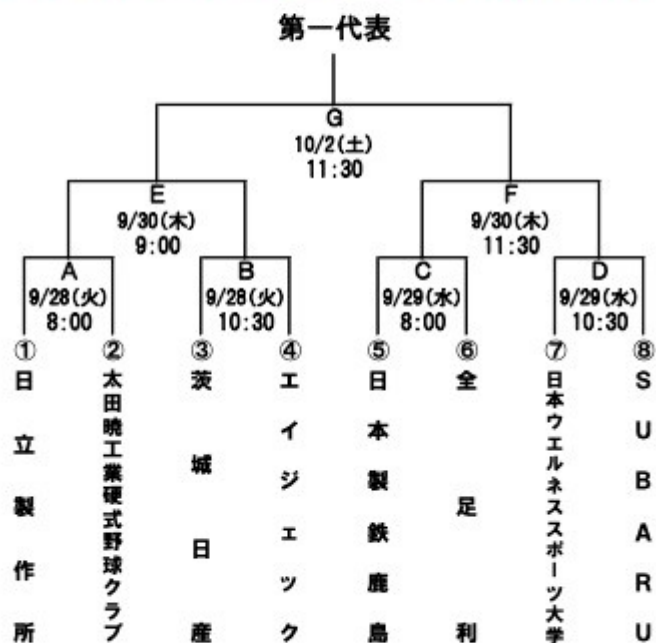 第一代表
G
10/2(土)
11:30
E
9/30(木)
9:00
F
9/30(木)
11:30
A
9/28(火)
8:00
B
9/28(火)
10:30
C
9/29(水)
8:00
D
9/29(水)
10:30
①
日立製作所
②
太田暁工業硬式野球クラブ
③
茨城日産
④
エイジェック
⑤
日本製鉄鹿島
⑥
全足利
⑦
日本ウエルネススポーツ大学
⑧
SUBARU